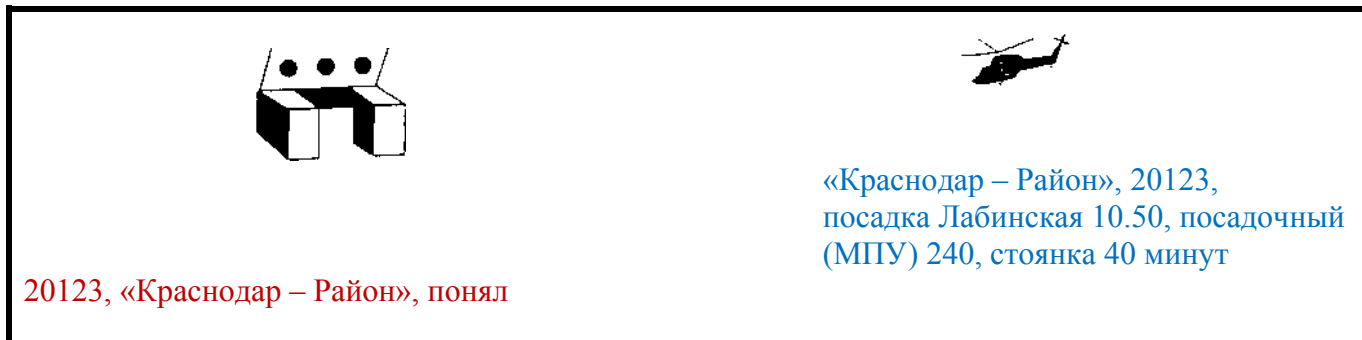 «Краснодар – Район», 20123,
посадка Лабинская 10.50, посадочный
(МПУ) 240, стоянка 40 минут
20123, «Краснодар – Район», понял